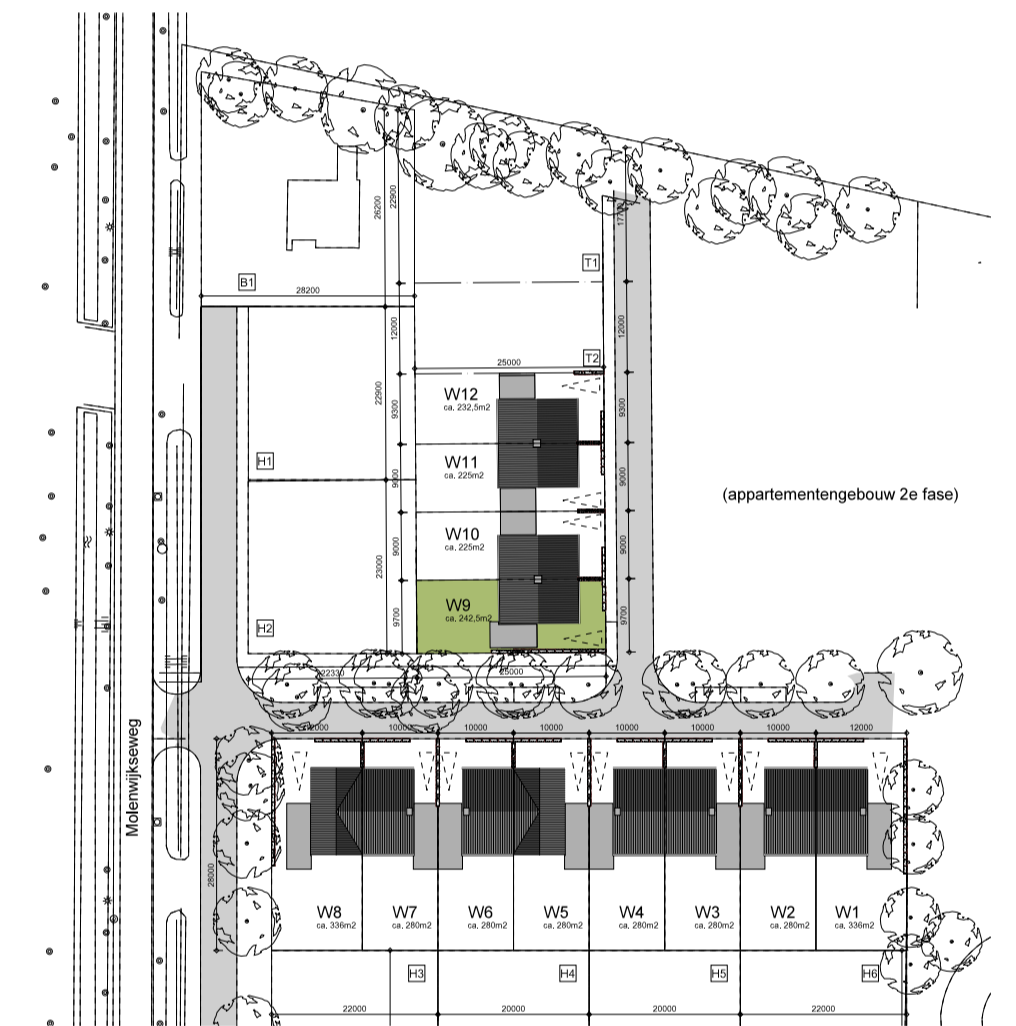 B1
28200
26200
22900
17700
T1
12000
12000
T2
25000
W12
ca. 232,5m2
9300
9300
22900
H1
W11
ca. 225m2
9000
9000
(appartementengebouw 2e fase)
W10
ca. 225m2
9000
9000
23000
W9
ca. 242,5m2
9700
9700
H2
22330
25000
12000
10000
10000
10000
10000
10000
10000
12000
Molenwijkseweg
28000
W8
ca. 336m2
W7
ca. 280m2
W6
ca. 280m2
W5
ca. 280m2
W4
ca. 280m2
W3
ca. 280m2
W2
ca. 280m2
W1
ca. 336m2
H3
H4
H5
H6
22000
20000
20000
22000